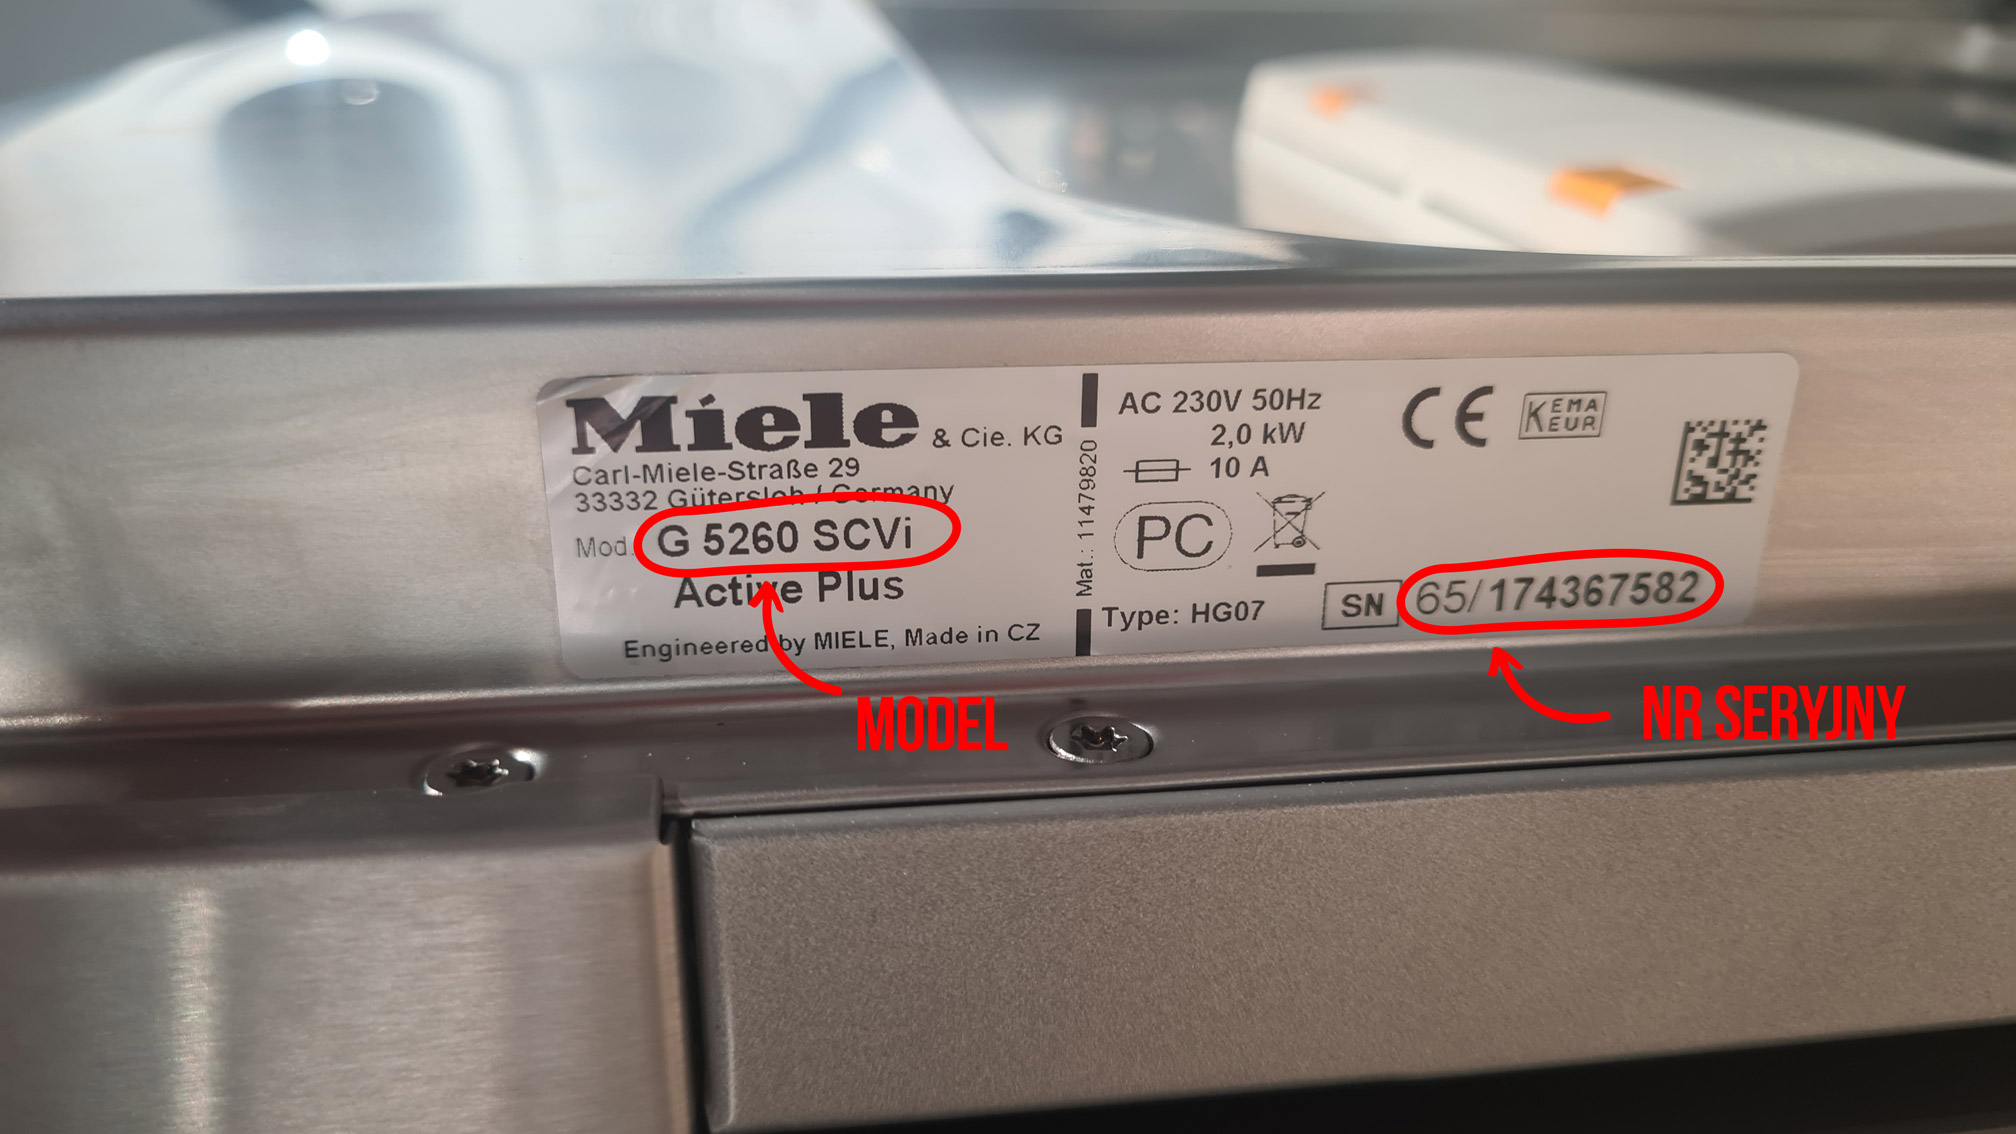 Miele & Cie. KG
Carl-Miele-Straße 29
33332 Gütersloh / Germany
Mod. G 5260 SCVi
Active Plus
Engineered by MIELE, Made in CZ
Mat.: 11479820
AC 230V 50Hz
2,0 kW
10 A
PC
Type: HG07
CE
KEMA
EUR
SN 65/174367582
MODEL
NR SERYJNY